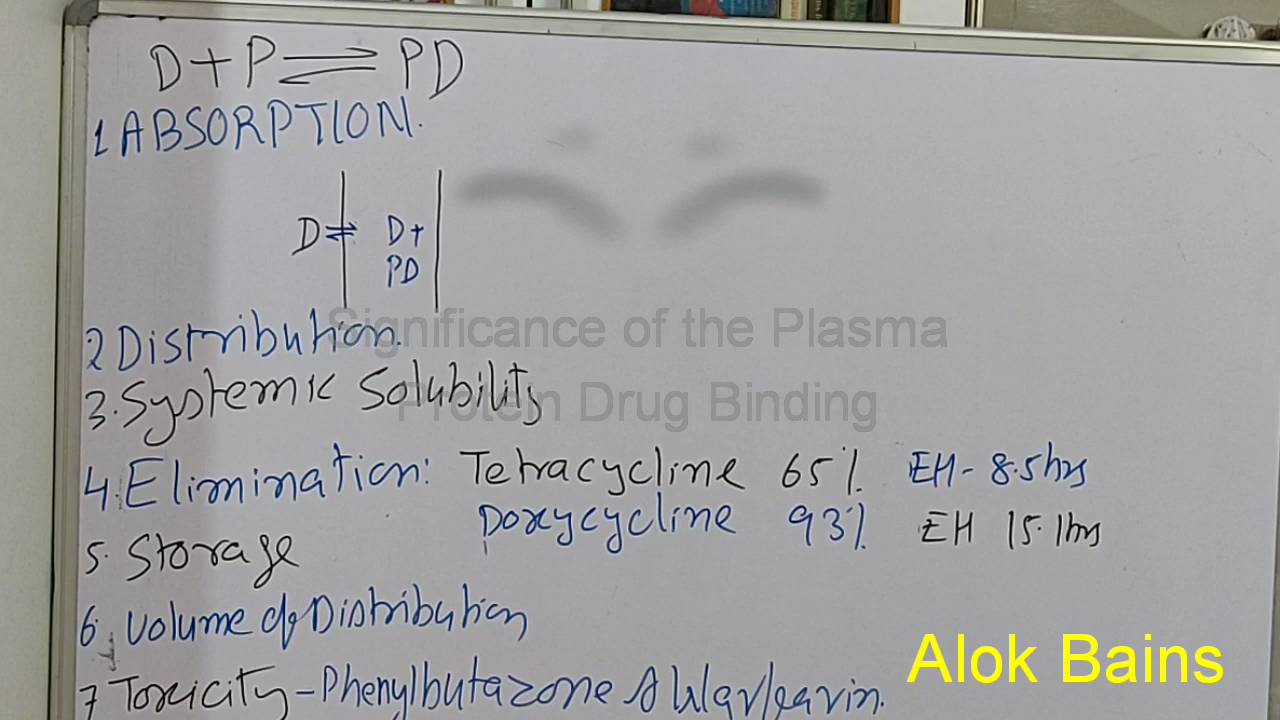 D + P ⇌ PD
1 ABSORPTION.
D ⇌ D+
PD
2 Distribution.
Significance of the Plasma
3. Systemic Solubility
Protein Drug Binding
4. Elimination: Tetracycline 65% EH- 8.5hrs
Doxycycline 93% EH 15.1hrs
5. Storage
6. Volume of Distribution
Alok Bains
7 Toxicity - Phenylbutazone &